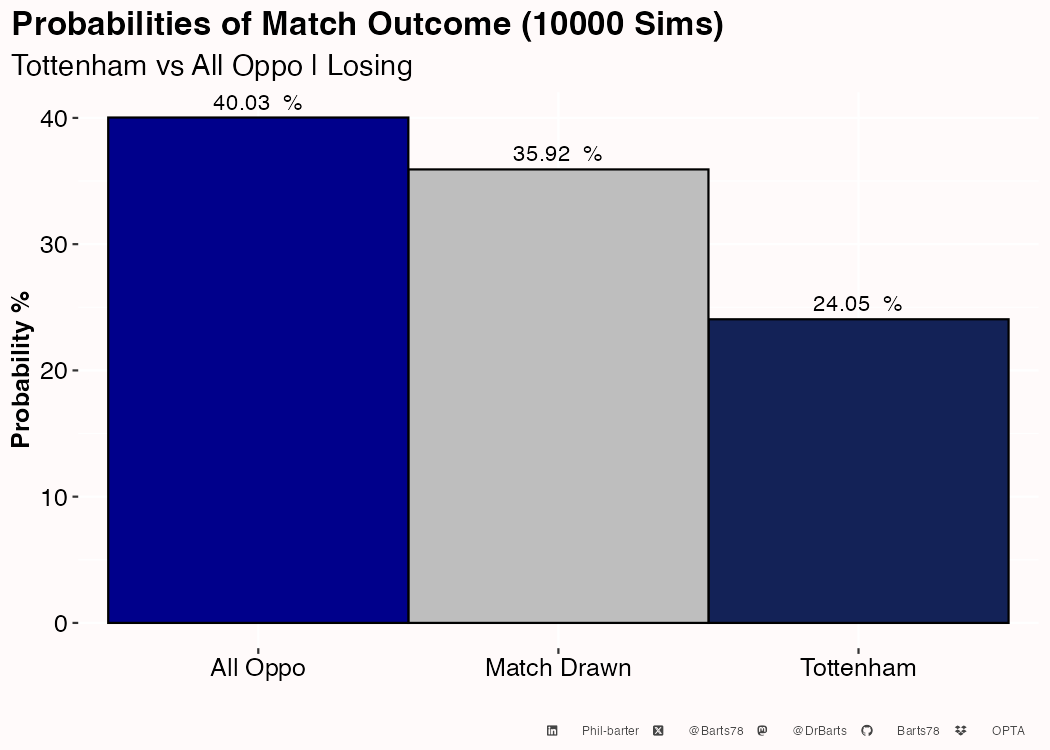 Probabilities of Match Outcome (10000 Sims)
Tottenham vs All Oppo | Losing
40.03 %
35.92 %
24.05 %
40
30
20
10
0
Probability %
All Oppo Match Drawn Tottenham
Phil-barter @Barts78 @DrBarts Barts78 OPTA